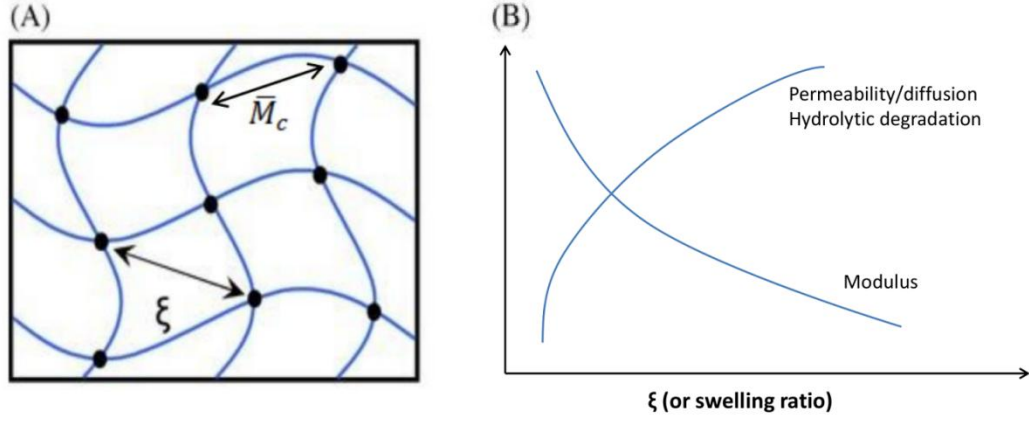 (A)
M̅c
ξ
(B)
Permeability/diffusion
Hydrolytic degradation
Modulus
ξ (or swelling ratio)